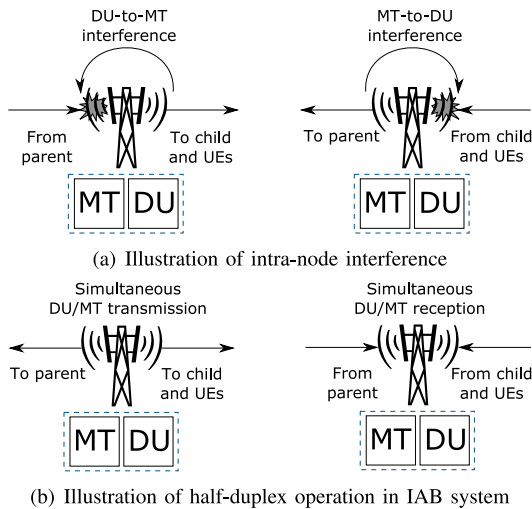 DU-to-MT
interference
From
parent
To child
and UEs
MT DU
MT-to-DU
interference
To parent
From child
and UEs
MT DU
(a) Illustration of intra-node interference
Simultaneous
DU/MT transmission
To parent
To child
and UEs
MT DU
Simultaneous
DU/MT reception
From
parent
From child
and UEs
MT DU
(b) Illustration of half-duplex operation in IAB system